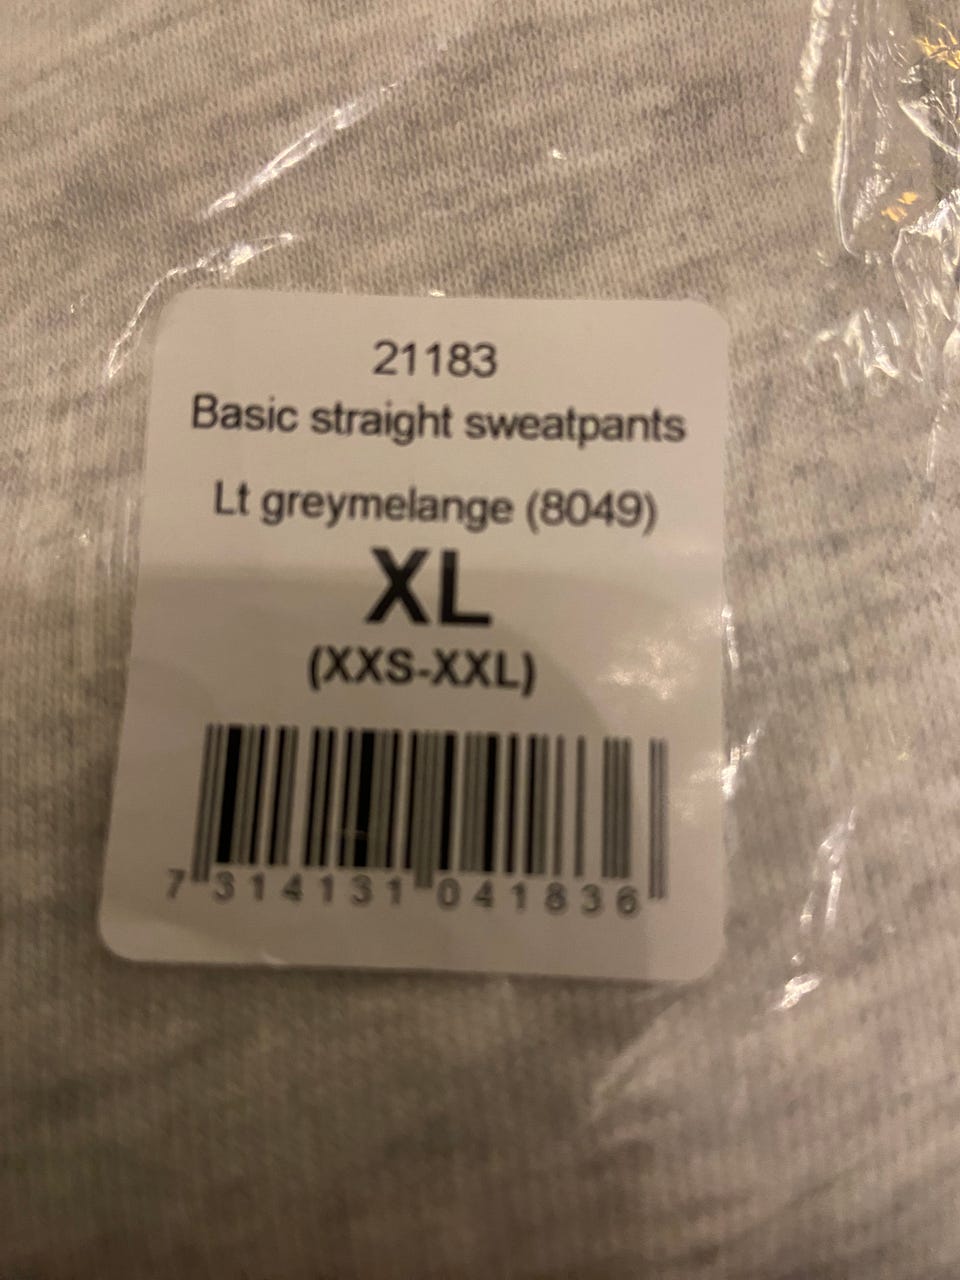 21183
Basic straight sweatpants
Lt greymelange (8049)
XL
(XXS-XXL)
7 314131 041836